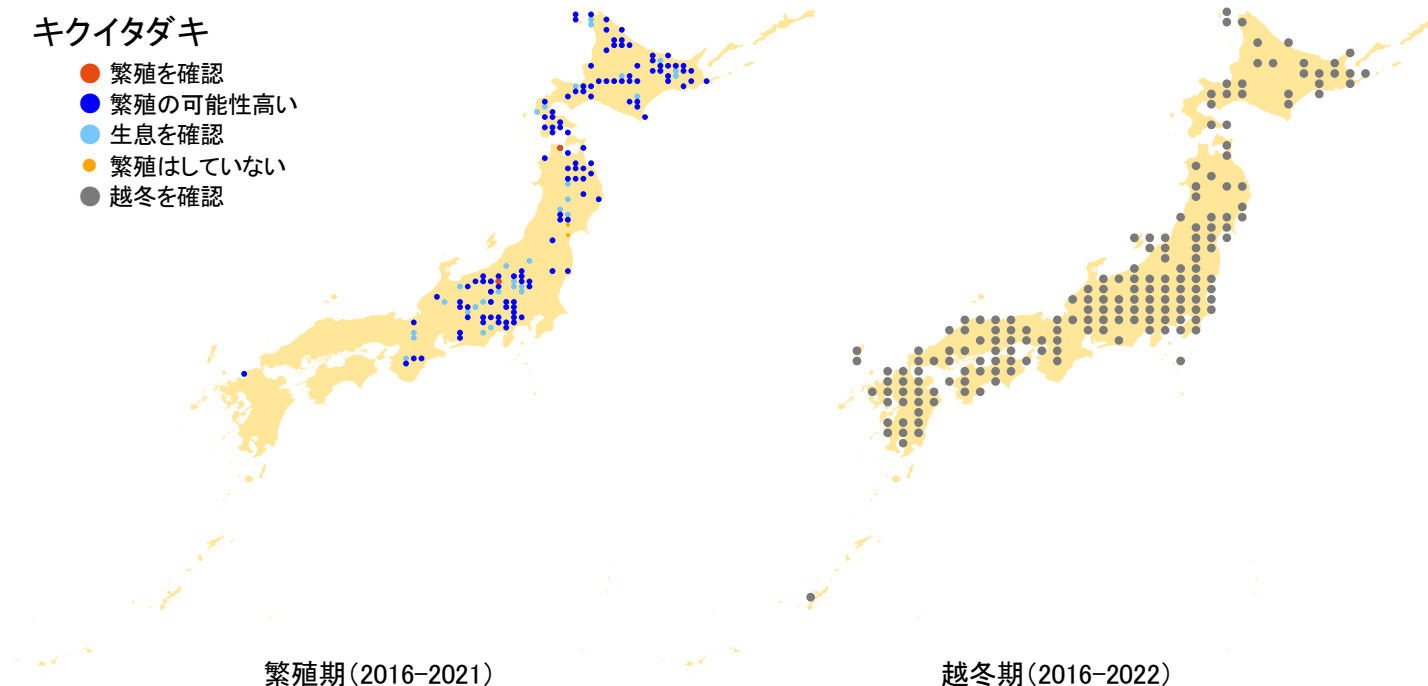 キクイタダキ
繁殖を確認
繁殖の可能性高い
生息を確認
繁殖はしていない
越冬を確認
繁殖期(2016-2021)
越冬期(2016-2022)